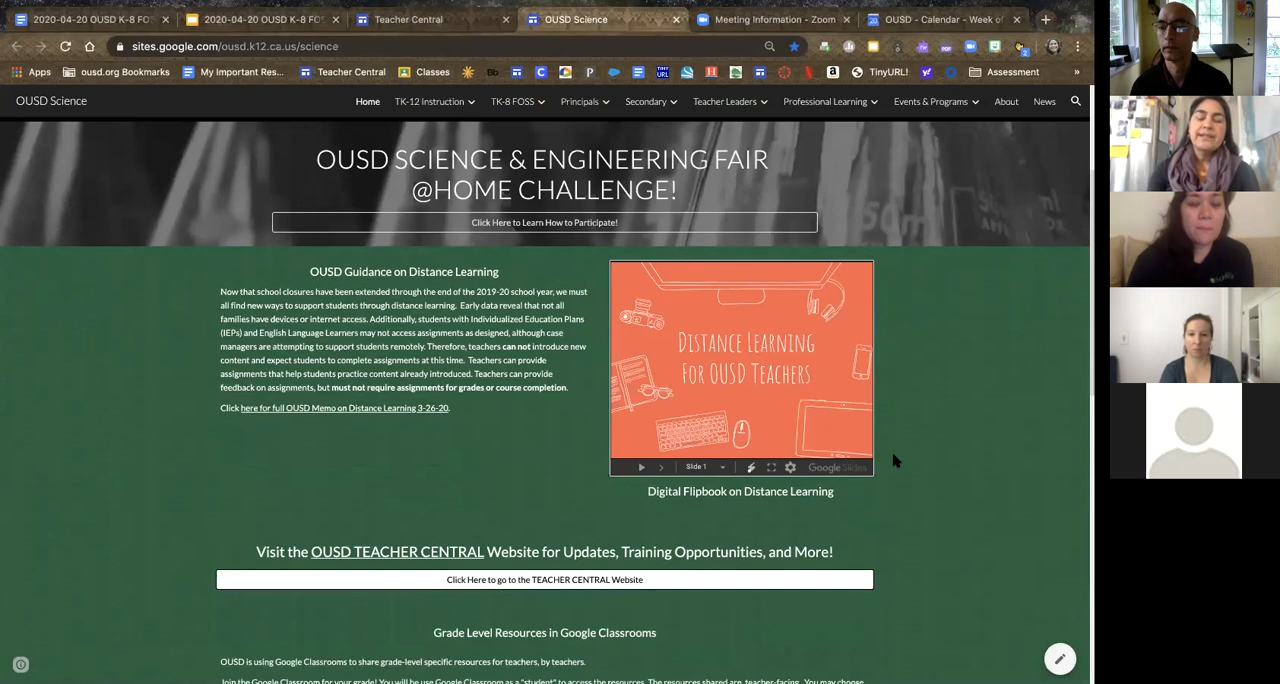 2020-04-20 OUSD K-8 FOS
2020-04-20 OUSD K-8 FOS
Teacher Central
OUSD Science
Meeting Information - Zoom
OUSD - Calendar - Week of
sites.google.com/ousd.k12.ca.us/science
Apps
ousd.org Bookmarks
My Important Res...
Teacher Central
Classes
Bb
TinyURL!
Assessment
»
OUSD Science
Home
TK-12 Instruction
TK-8 FOSS
Principals
Secondary
Teacher Leaders
Professional Learning
Events & Programs
About
News
OUSD SCIENCE & ENGINEERING FAIR
@HOME CHALLENGE!
Click Here to Learn How to Participate!
OUSD Guidance on Distance Learning
Now that school closures have been extended through the end of the 2019-20 school year, we must
all find new ways to support students through distance learning. Early data reveal that not all
families have devices or internet access. Additionally, students with Individualized Education Plans
(IEPs) and English Language Learners may not access assignments as designed, although case
managers are attempting to support students remotely. Therefore, teachers can not introduce new
content and expect students to complete assignments at this time. Teachers can provide
assignments that help students practice content already introduced. Teachers can provide
feedback on assignments, but must not require assignments for grades or course completion.
Click here for full OUSD Memo on Distance Learning 3-26-20.
DISTANCE LEARNING
FOR OUSD TEACHERS
Slide 1
Google Slides
Digital Flipbook on Distance Learning
Visit the OUSD TEACHER CENTRAL Website for Updates, Training Opportunities, and More!
Click Here to go to the TEACHER CENTRAL Website
Grade Level Resources in Google Classrooms
OUSD is using Google Classrooms to share grade-level specific resources for teachers, by teachers.
Join the Google Classroom for your grade! You will be use Google Classroom as a "student" to access the resources. The resources shared are teacher-facing. You may choose